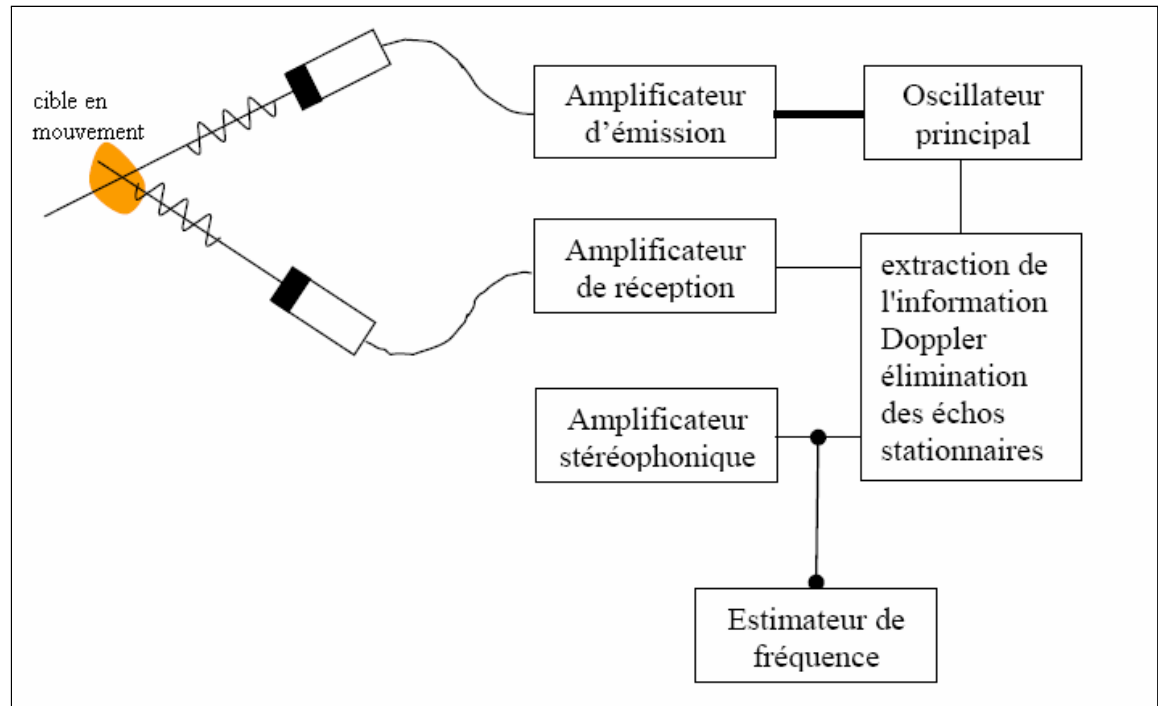 cible en
mouvement
Amplificateur
d'émission
Oscillateur
principal
Amplificateur
de réception
extraction de
l'information
Doppler
élimination
des échos
stationnaires
Amplificateur
stéréophonique
Estimateur de
fréquence